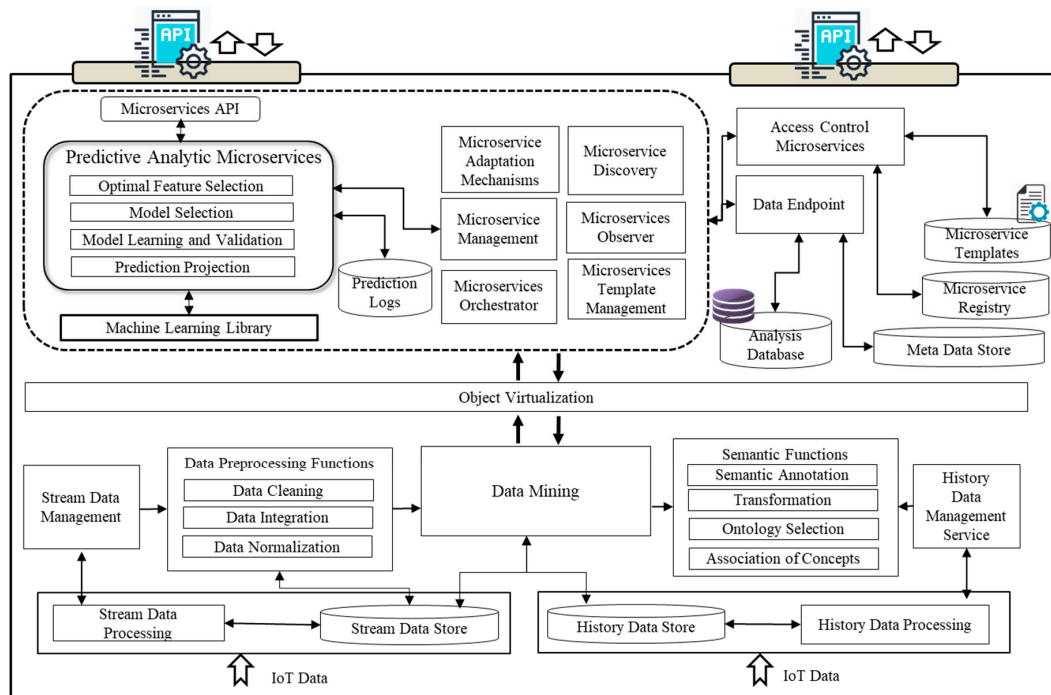 API
API
Microservices API
Predictive Analytic Microservices
Optimal Feature Selection
Model Selection
Model Learning and Validation
Prediction Projection
Machine Learning Library
Prediction
Logs
Microservice
Adaptation
Mechanisms
Microservice
Discovery
Microservice
Management
Microservices
Observer
Microservices
Orchestrator
Microservices
Template
Management
Access Control
Microservices
Data Endpoint
Microservice
Templates
Microservice
Registry
Analysis
Database
Meta Data Store
Object Virtualization
Stream Data
Management
Data Preprocessing Functions
Data Cleaning
Data Integration
Data Normalization
Data Mining
Semantic Functions
Semantic Annotation
Transformation
Ontology Selection
Association of Concepts
History
Data
Management
Service
Stream Data
Processing
Stream Data Store
History Data Store
History Data Processing
IoT Data
IoT Data